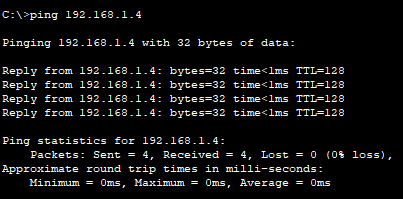 C:\>ping 192.168.1.4
Pinging 192.168.1.4 with 32 bytes of data:
Reply from 192.168.1.4: bytes=32 time<1ms TTL=128
Reply from 192.168.1.4: bytes=32 time<1ms TTL=128
Reply from 192.168.1.4: bytes=32 time<1ms TTL=128
Reply from 192.168.1.4: bytes=32 time<1ms TTL=128
Ping statistics for 192.168.1.4:
    Packets: Sent = 4, Received = 4, Lost = 0 (0% loss),
Approximate round trip times in milli-seconds:
    Minimum = 0ms, Maximum = 0ms, Average = 0ms